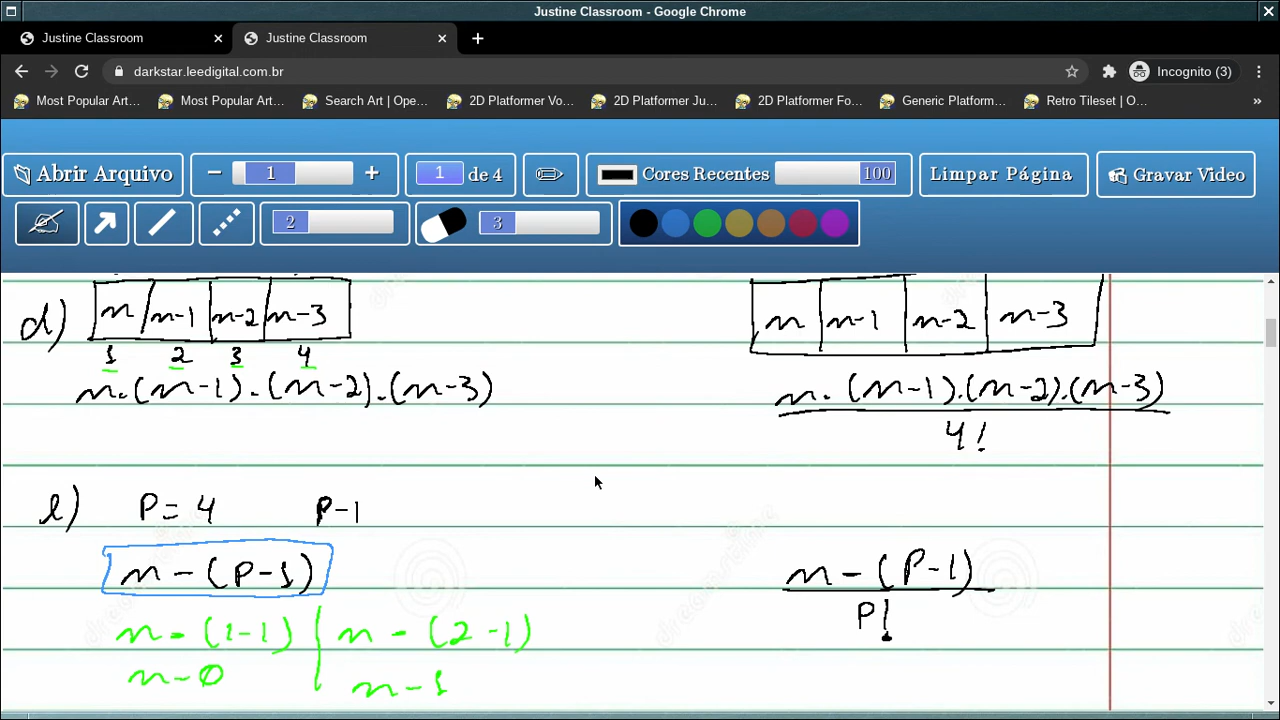 Justine Classroom - Google Chrome
Justine Classroom
Justine Classroom
darkstar.leedigital.com.br
Incognito (3)
Most Popular Art...
Most Popular Art...
Search Art | Ope...
2D Platformer Vo...
2D Platformer Ju...
2D Platformer Fo...
Generic Platform...
Retro Tileset | O...
Abrir Arquivo
− 1 +
1 de 4
Cores Recentes 100
Limpar Página
Gravar Video
2
3
d) n n-1 n-2 n-3
1 2 3 4
n.(n-1).(n-2).(n-3)
n n-1 n-2 n-3
n.(n-1).(n-2).(n-3)
4!
e) P=4 P-1
n-(P-1)
n-(1-1) | n-(2-1)
n-0 n-1
n-(P-1)
P!